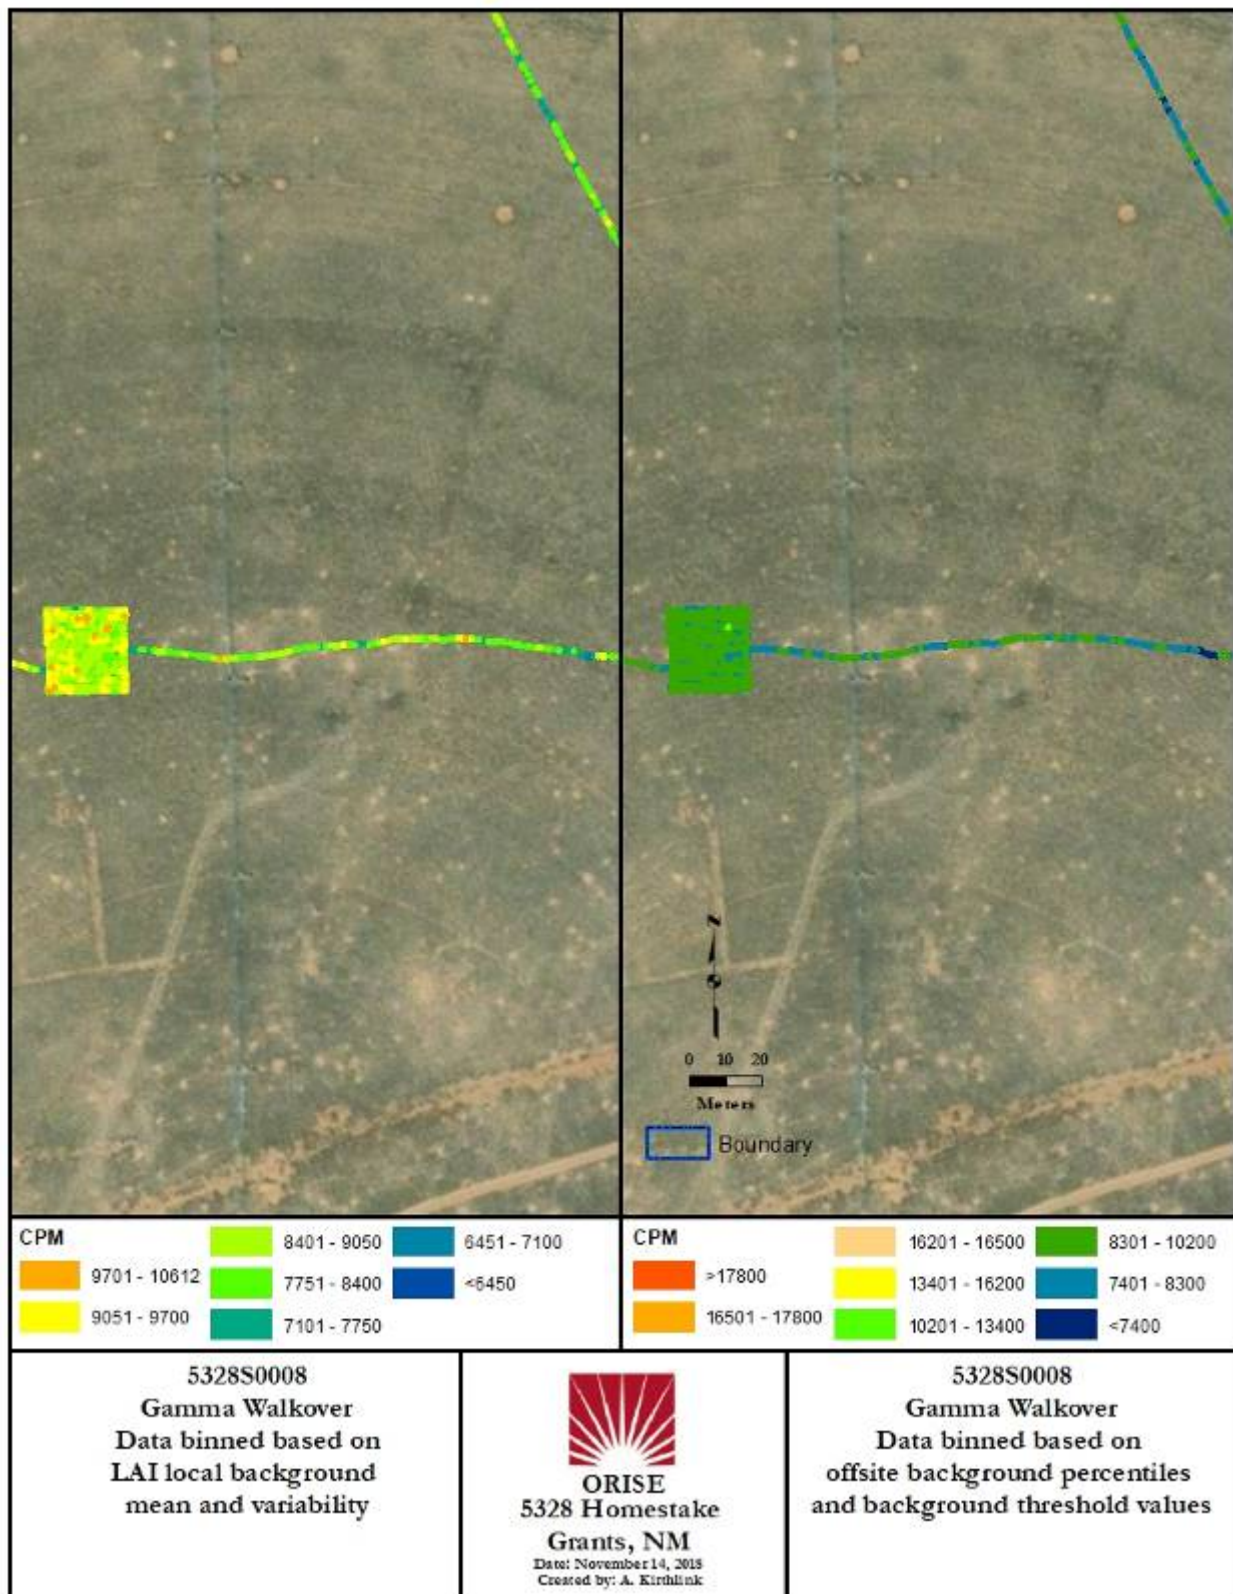 N
0 10 20
Meters
Boundary
CPM
9701 - 10612
9051 - 9700
8401 - 9050
7751 - 8400
7101 - 7750
6451 - 7100
<6450
CPM
>17800
16501 - 17800
16201 - 16500
13401 - 16200
10201 - 13400
8301 - 10200
7401 - 8300
<7400
5328S0008
Gamma Walkover
Data binned based on
LAI local background
mean and variability
ORISE
5328 Homestake
Grants, NM
Date: November 14, 2018
Created by: A. Kirthlink
5328S0008
Gamma Walkover
Data binned based on
offsite background percentiles
and background threshold values